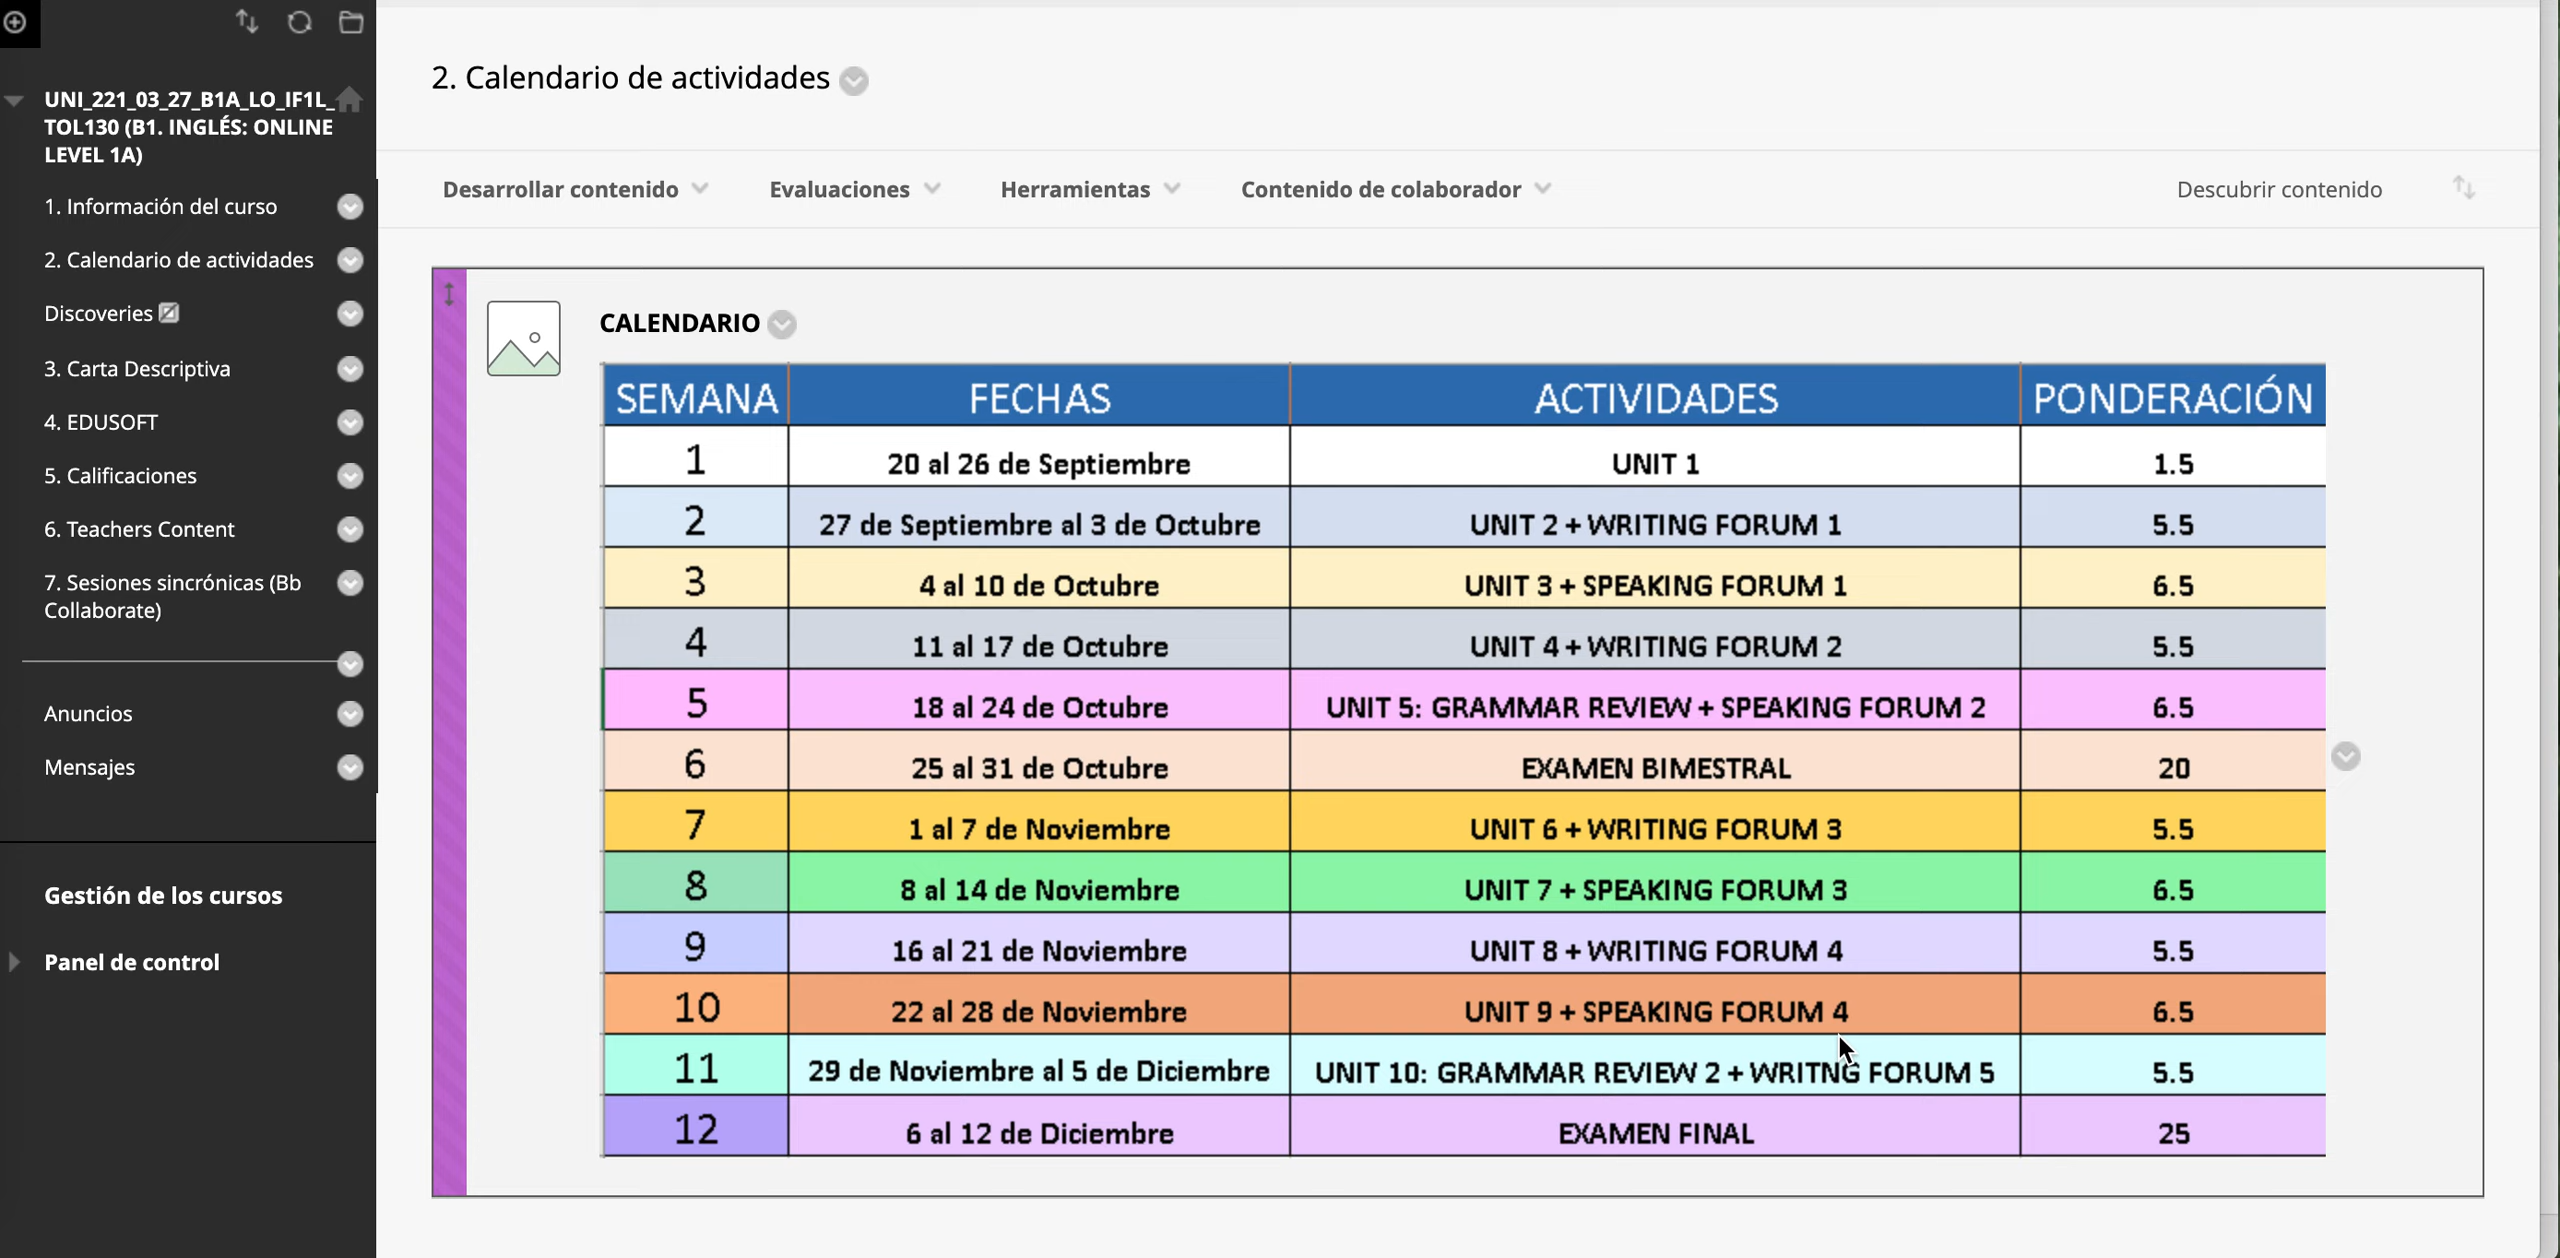 UNI_221_03_27_B1A_LO_IF1L_
TOL130 (B1. INGLÉS: ONLINE
LEVEL 1A)
1. Información del curso
2. Calendario de actividades
Discoveries
3. Carta Descriptiva
4. EDUSOFT
5. Calificaciones
6. Teachers Content
7. Sesiones sincrónicas (Bb
Collaborate)
Anuncios
Mensajes
Gestión de los cursos
Panel de control
2. Calendario de actividades
Desarrollar contenido Evaluaciones Herramientas Contenido de colaborador Descubrir contenido
CALENDARIO
SEMANA FECHAS ACTIVIDADES PONDERACIÓN
1 20 al 26 de Septiembre UNIT 1 1.5
2 27 de Septiembre al 3 de Octubre UNIT 2 + WRITING FORUM 1 5.5
3 4 al 10 de Octubre UNIT 3 + SPEAKING FORUM 1 6.5
4 11 al 17 de Octubre UNIT 4 + WRITING FORUM 2 5.5
5 18 al 24 de Octubre UNIT 5: GRAMMAR REVIEW + SPEAKING FORUM 2 6.5
6 25 al 31 de Octubre EXAMEN BIMESTRAL 20
7 1 al 7 de Noviembre UNIT 6 + WRITING FORUM 3 5.5
8 8 al 14 de Noviembre UNIT 7 + SPEAKING FORUM 3 6.5
9 16 al 21 de Noviembre UNIT 8 + WRITING FORUM 4 5.5
10 22 al 28 de Noviembre UNIT 9 + SPEAKING FORUM 4 6.5
11 29 de Noviembre al 5 de Diciembre UNIT 10: GRAMMAR REVIEW 2 + WRITNG FORUM 5 5.5
12 6 al 12 de Diciembre EXAMEN FINAL 25